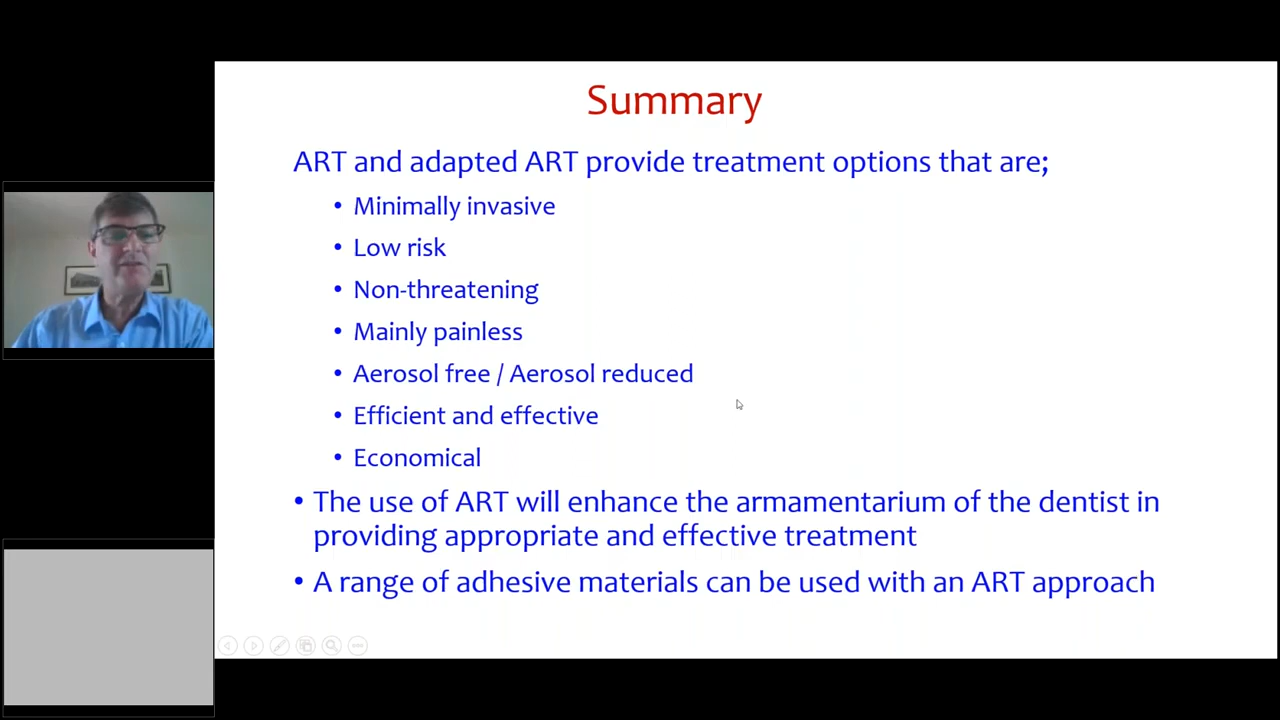 Summary
ART and adapted ART provide treatment options that are;
• Minimally invasive
• Low risk
• Non-threatening
• Mainly painless
• Aerosol free / Aerosol reduced
• Efficient and effective
• Economical
• The use of ART will enhance the armamentarium of the dentist in
providing appropriate and effective treatment
• A range of adhesive materials can be used with an ART approach